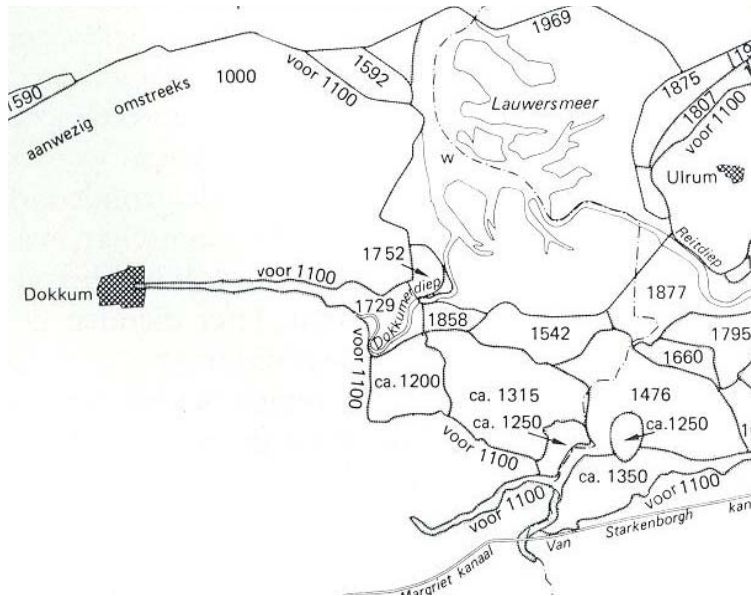 1969
1592
voor 1100
1590
aanwezig omstreeks 1000
1875
1807
voor 1100
Lauwersmeer
W
Ulrum
Reitdiep
1752
voor 1100
Dokkum
1729
Dokkumerdiep
1877
1858
1542
1795
1660
voor 1100
ca. 1200
ca. 1315
1476
ca. 1250
ca. 1250
voor 1100
ca. 1350
voor 1100
voor 1100
Van Starkenborgh kan
Margriet kanaal